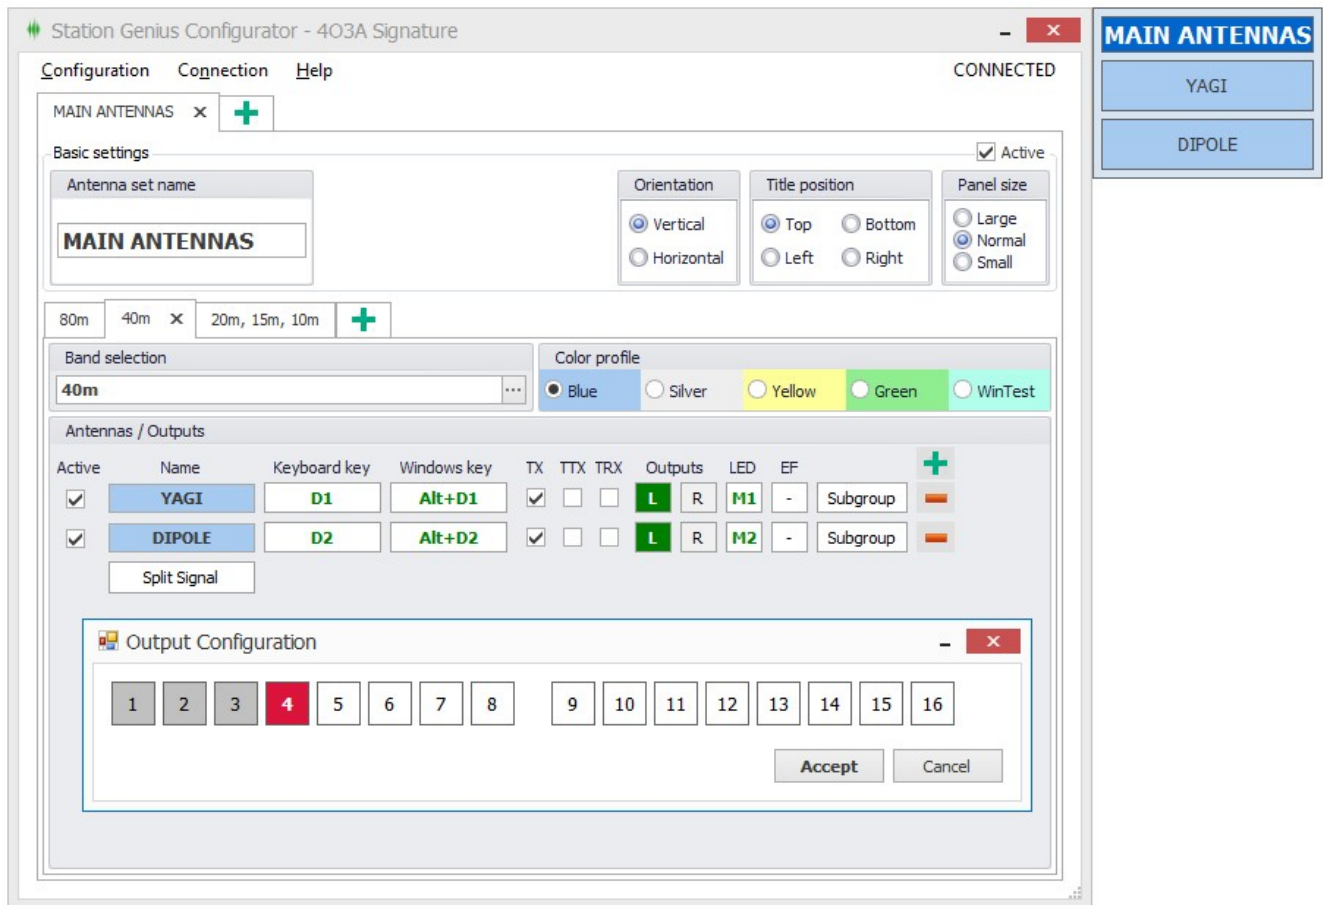 Station Genius Configurator - 4O3A Signature
MAIN ANTENNAS
YAGI
DIPOLE
Configuration Connection Help CONNECTED
MAIN ANTENNAS
Basic settings Active
Antenna set name Orientation Title position Panel size
MAIN ANTENNAS
Vertical Top Bottom Large
Normal
Horizontal Left Right Small
80m 40m 20m, 15m, 10m
Band selection Color profile
40m ... Blue Silver Yellow Green WinTest
Antennas / Outputs
Active Name Keyboard key Windows key TX TTX TRX Outputs LED EF
YAGI D1 Alt+D1 L R M1 - Subgroup
DIPOLE D2 Alt+D2 L R M2 - Subgroup
Split Signal
Output Configuration
1 2 3 4 5 6 7 8 9 10 11 12 13 14 15 16
Accept Cancel